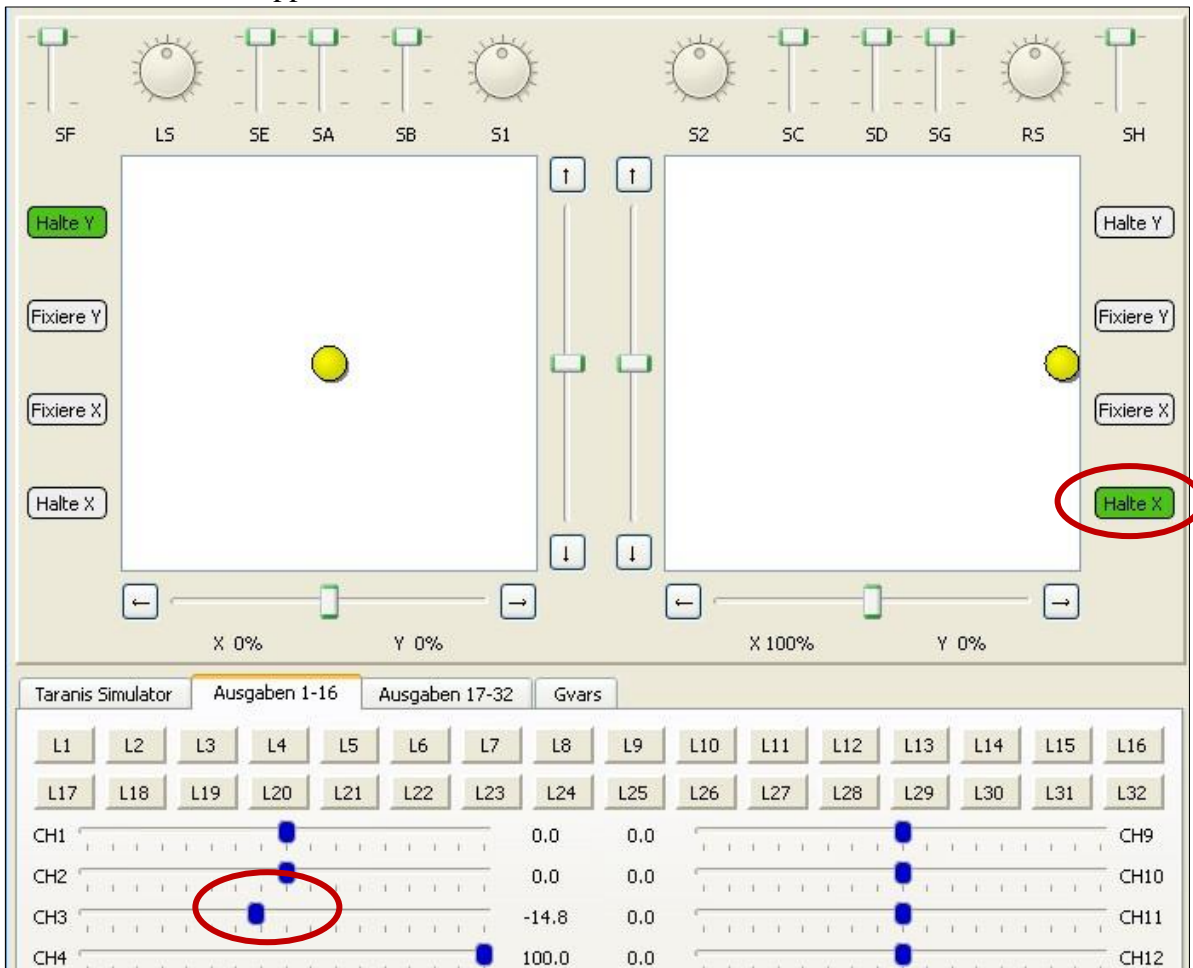 SF LS SE SA SB S1 S2 SC SD SG RS SH
↑ ↑
Halte Y Halte Y
Fixiere Y Fixiere Y
Fixiere X Fixiere X
Halte X Halte X
↓ ↓
← → ← →
X 0% Y 0% X 100% Y 0%
Taranis Simulator Ausgaben 1-16 Ausgaben 17-32 Gvars
L1 L2 L3 L4 L5 L6 L7 L8 L9 L10 L11 L12 L13 L14 L15 L16
L17 L18 L19 L20 L21 L22 L23 L24 L25 L26 L27 L28 L29 L30 L31 L32
CH1 0.0 0.0 CH9
CH2 0.0 0.0 CH10
CH3 -14.8 0.0 CH11
CH4 100.0 0.0 CH12